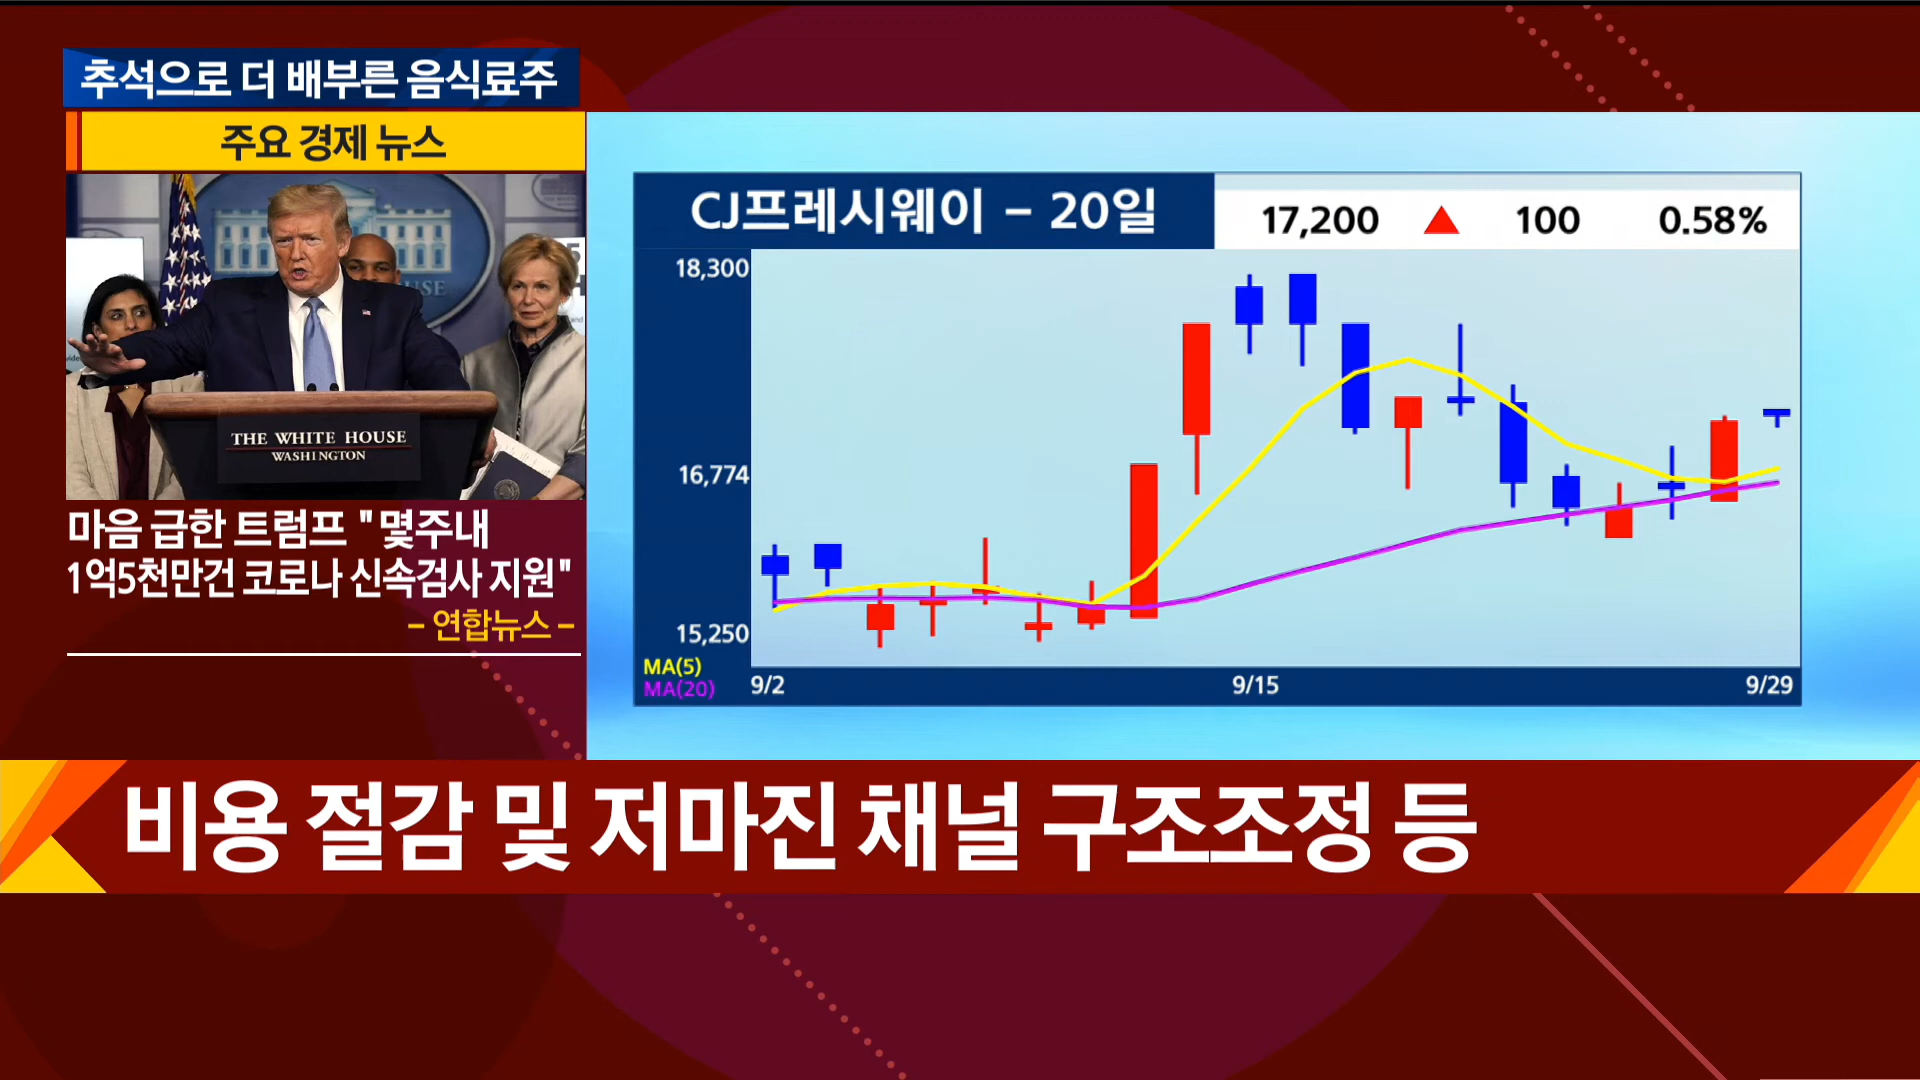 추석으로 더 배부른 음식료주
주요 경제 뉴스
THE WHITE HOUSE
WASHINGTON
마음 급한 트럼프 "몇주내
1억5천만건 코로나 신속검사 지원"
- 연합뉴스 -
CJ프레시웨이 - 20일
17,200 ▲ 100 0.58%
18,300
16,774
15,250
MA(5)
MA(20)
9/2 9/15 9/29
비용 절감 및 저마진 채널 구조조정 등